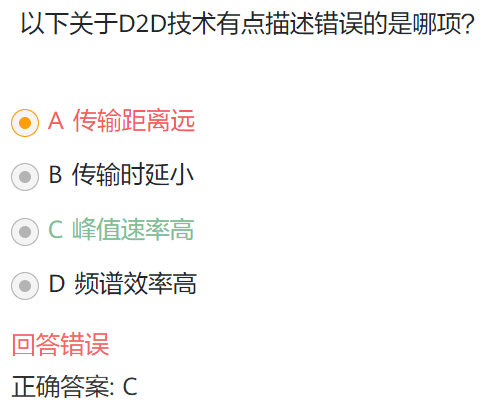 以下关于D2D技术有点描述错误的是哪项?
A 传输距离远
B 传输时延小
C 峰值速率高
D 频谱效率高
回答错误
正确答案: C